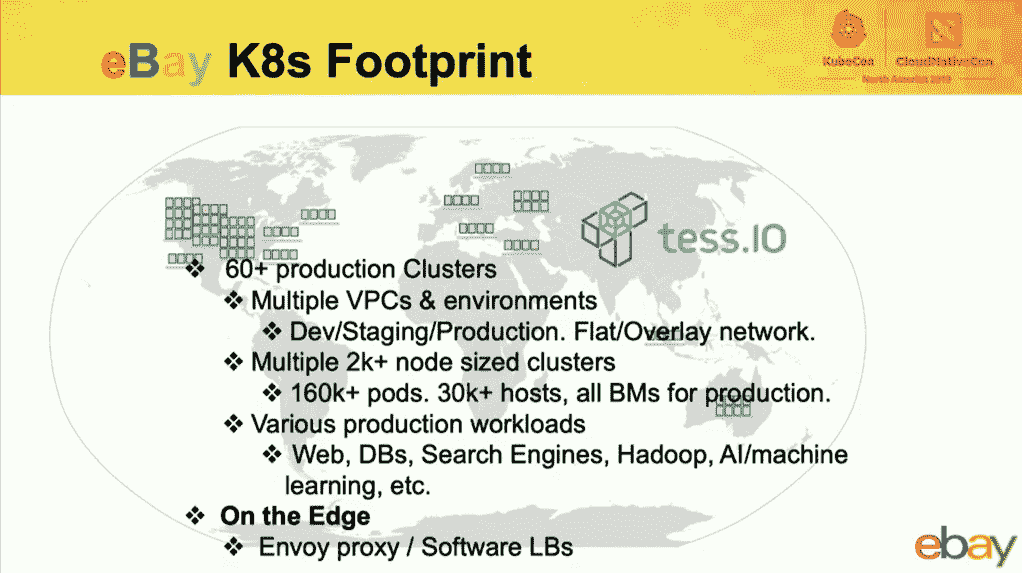 eBay K8s Footprint
KubeCon CloudNativeCon
North America 2019
tess.IO
❖ 60+ production Clusters
❖ Multiple VPCs & environments
❖ Dev/Staging/Production. Flat/Overlay network.
❖ Multiple 2k+ node sized clusters
❖ 160k+ pods. 30k+ hosts, all BMs for production.
❖ Various production workloads
❖ Web, DBs, Search Engines, Hadoop, AI/machine
learning, etc.
❖ On the Edge
❖ Envoy proxy / Software LBs
ebay